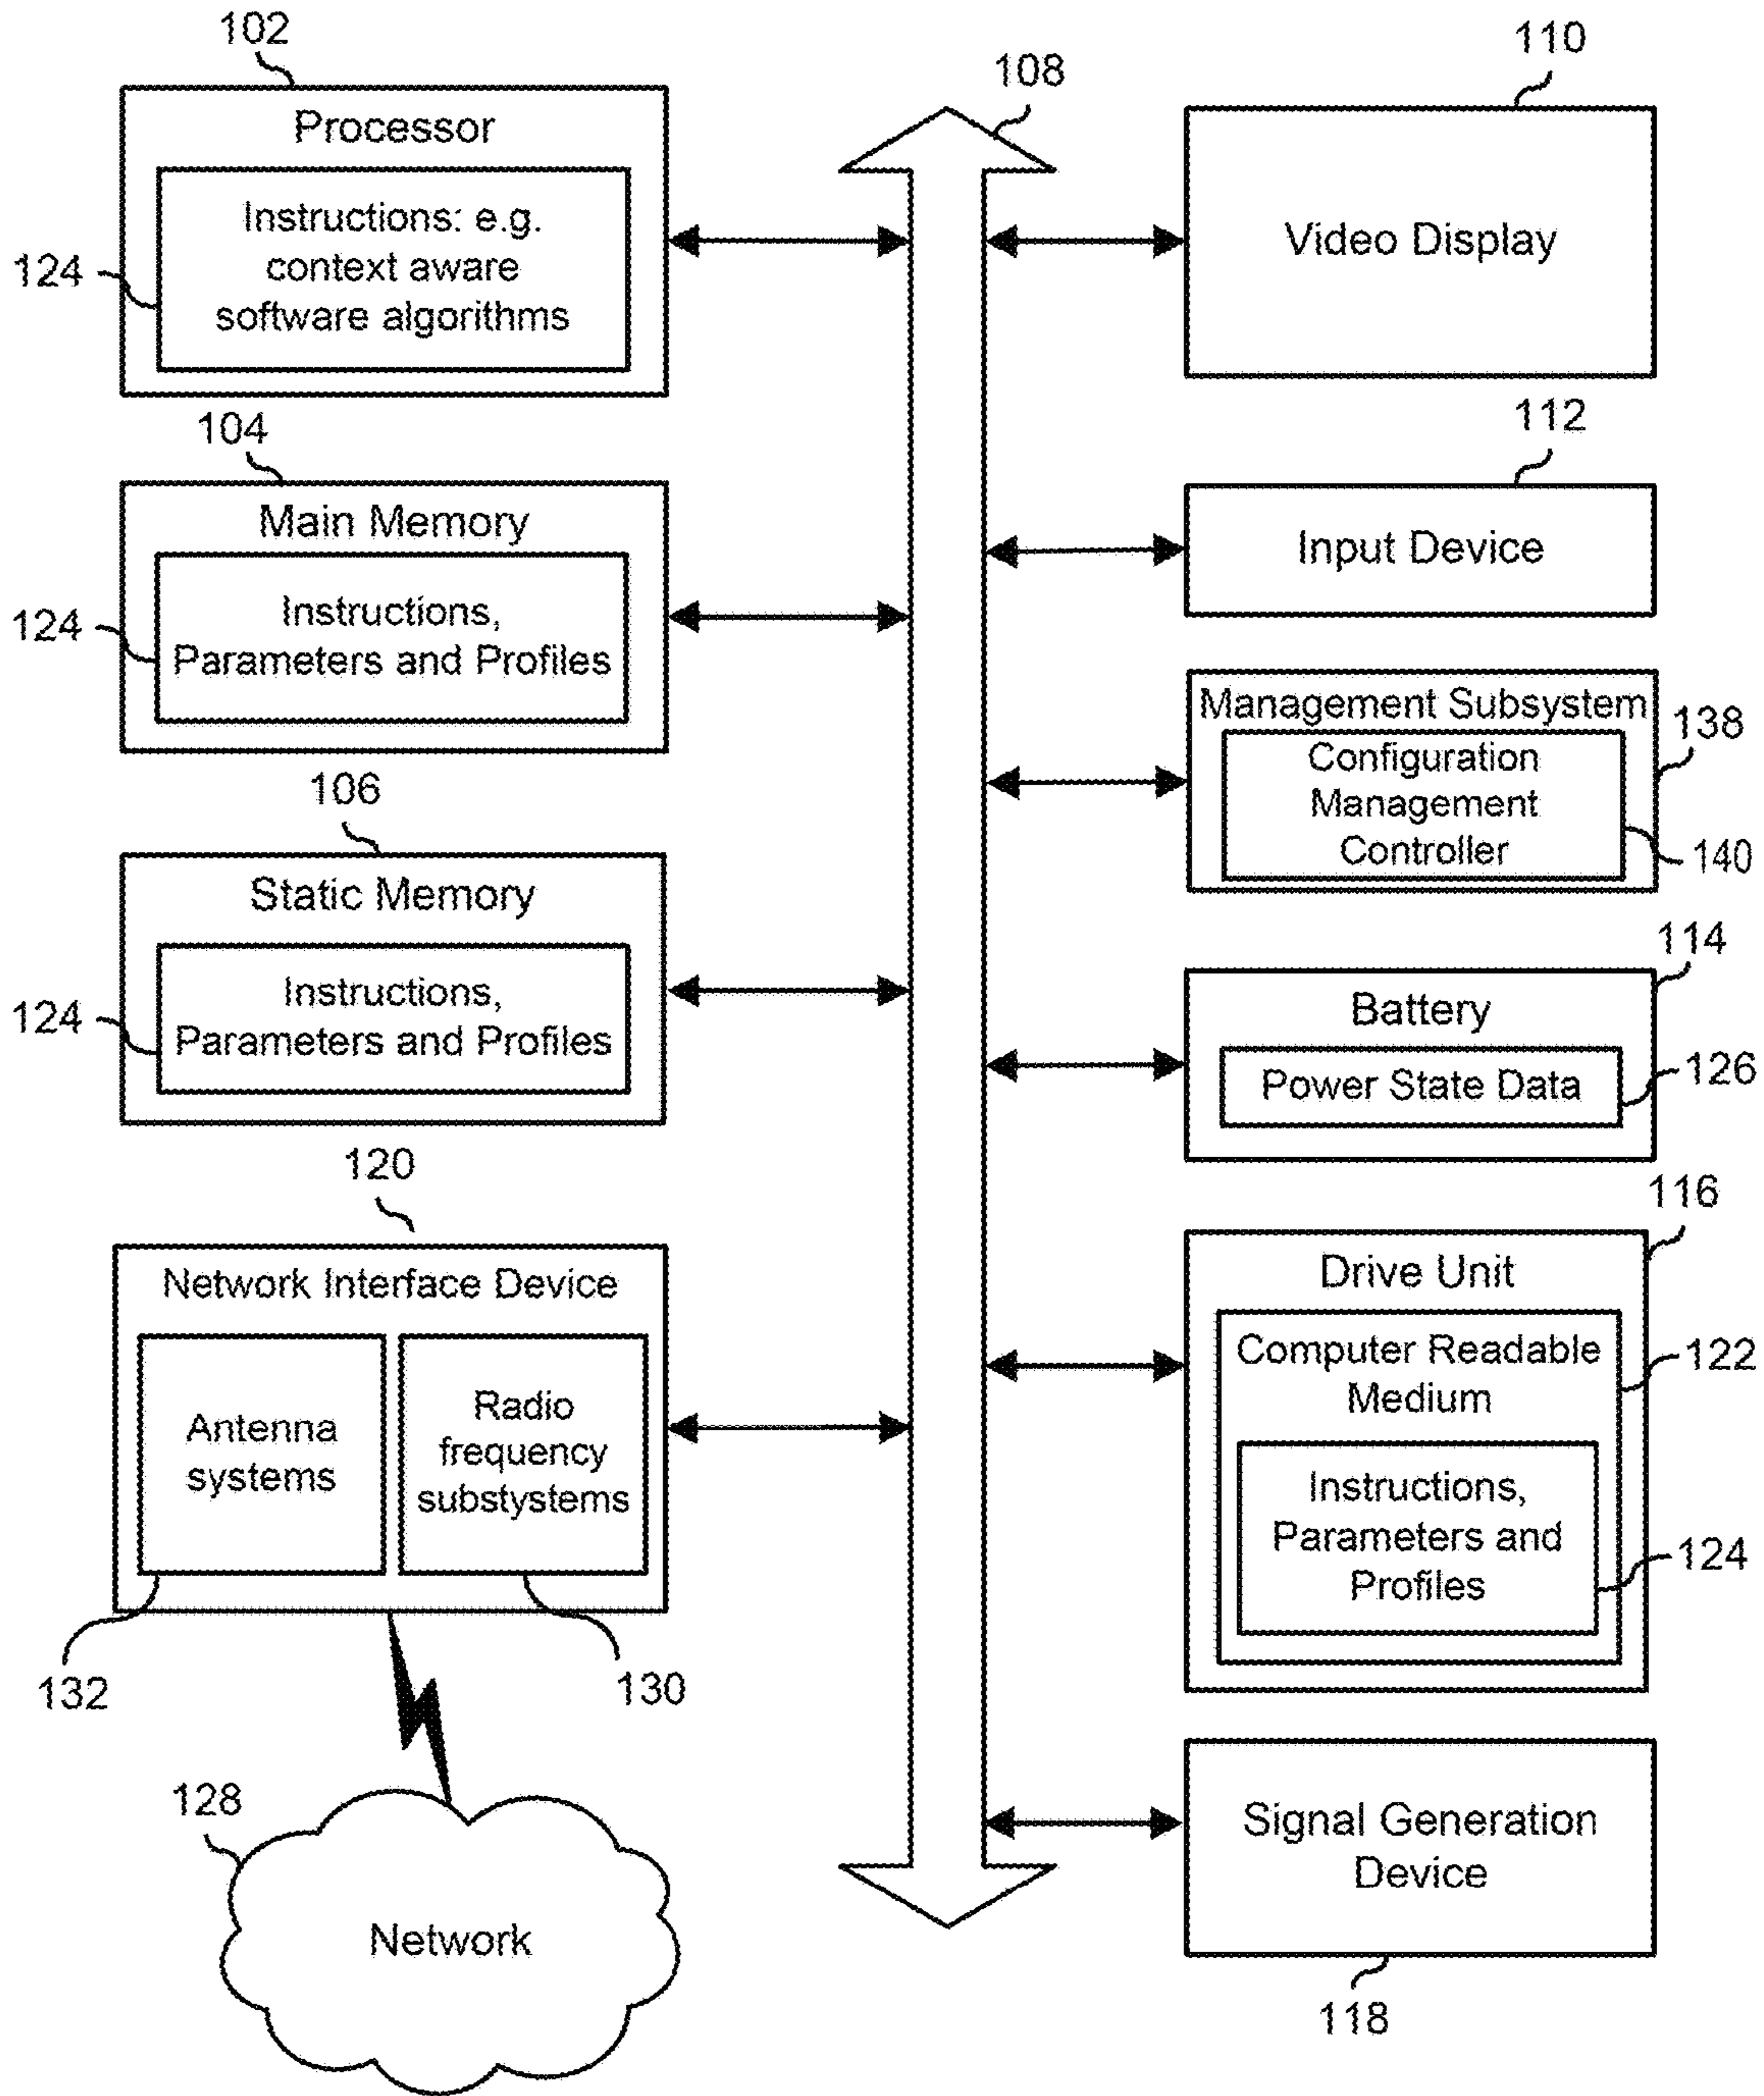 102
Processor
Instructions: e.g.
context aware
software algorithms
124
104
Main Memory
Instructions,
Parameters and Profiles
124
106
Static Memory
Instructions,
Parameters and Profiles
124
120
Network Interface Device
Antenna
systems
Radio
frequency
substystems
132
130
128
Network
108
110
Video Display
112
Input Device
Management Subsystem
138
Configuration
Management
Controller
140
114
Battery
Power State Data
126
116
Drive Unit
Computer Readable
Medium
122
Instructions,
Parameters and
Profiles
124
Signal Generation
Device
118